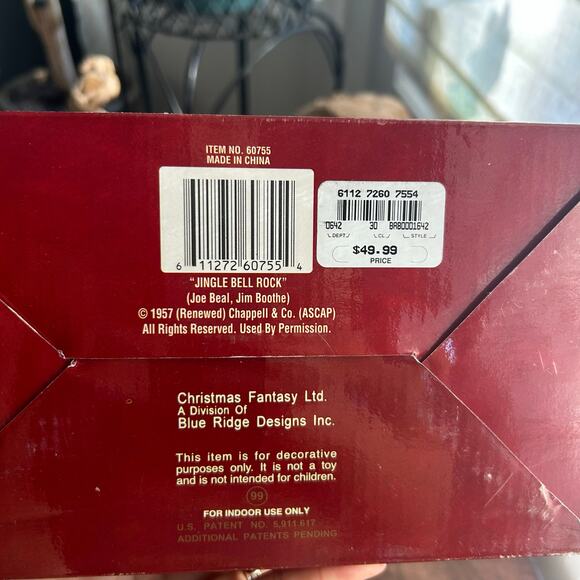 ITEM NO. 60755
MADE IN CHINA
6 11272 60755 4
6112 7260 7554
0642 30 BRB0001642
DEPT. CL. STYLE
$49.99
PRICE
"JINGLE BELL ROCK"
(Joe Beal, Jim Boothe)
© 1957 (Renewed) Chappell & Co. (ASCAP)
All Rights Reserved. Used By Permission.
Christmas Fantasy Ltd.
A Division Of
Blue Ridge Designs Inc.
This item is for decorative
purposes only. It is not a toy
and is not intended for children.
99
FOR INDOOR USE ONLY
U.S. PATENT NO. 5,911,617
ADDITIONAL PATENTS PENDING